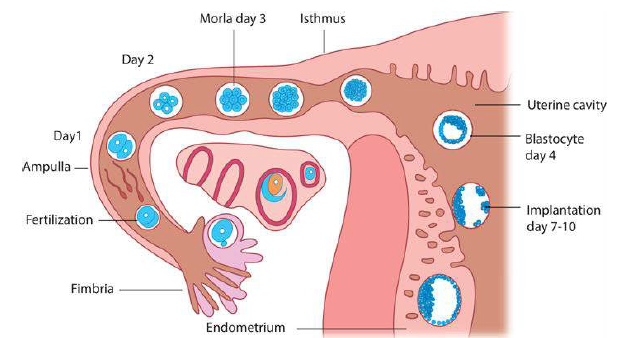 Morla day 3
Isthmus
Day 2
Day1
Ampulla
Fertilization
Fimbria
Endometrium
Uterine cavity
Blastocyte
day 4
Implantation
day 7-10